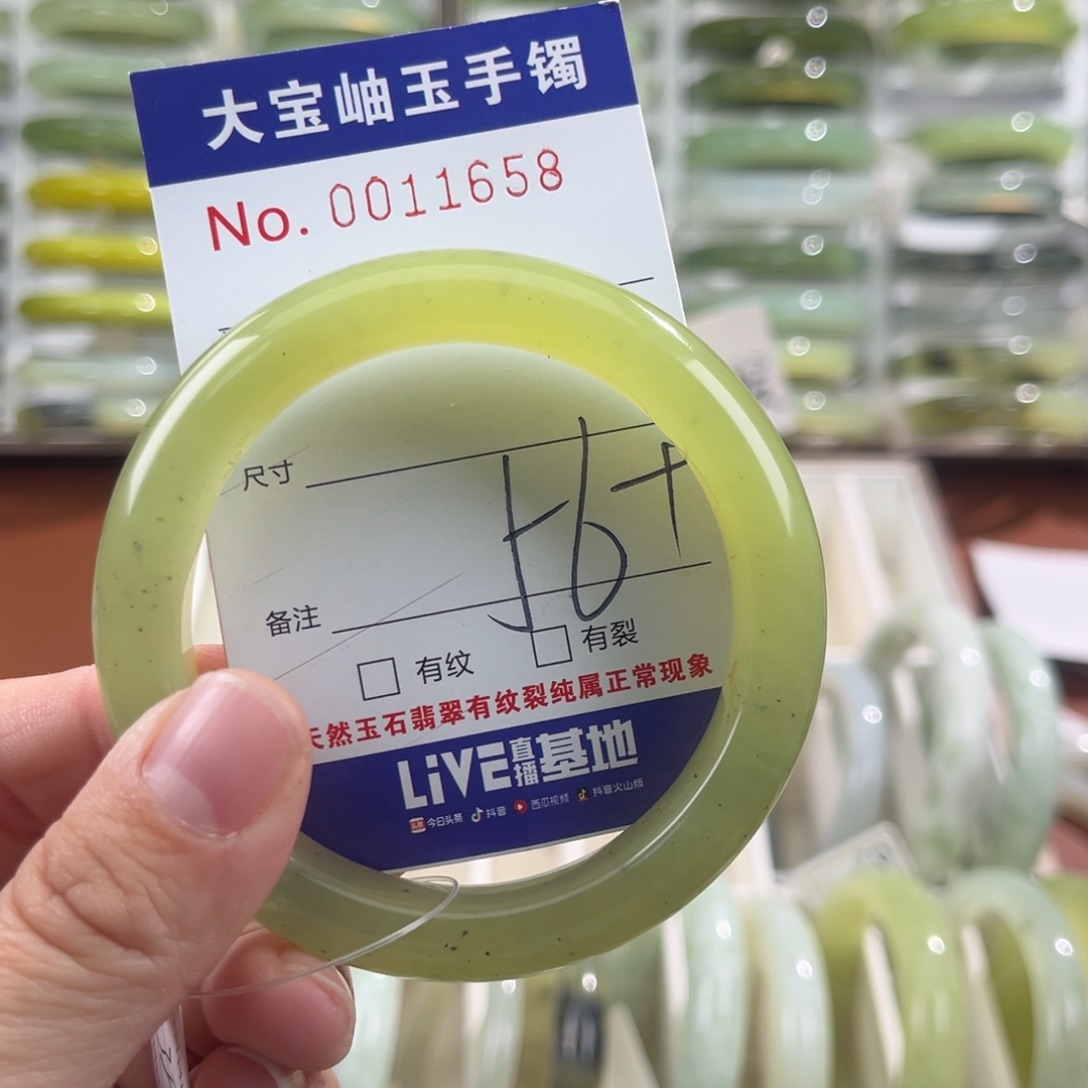 大宝岫玉手镯
No. 0011658
尺寸 56+
备注
有纹 有裂
天然玉石翡翠有纹裂纯属正常现象
LiVE直播基地
今日头条 抖音 西瓜视频 抖音火山版